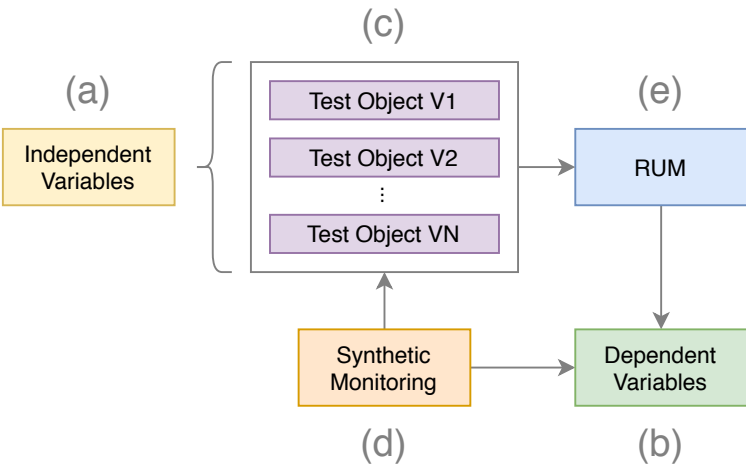 (c)
(a)
(e)
Test Object V1
Independent
Variables
Test Object V2
RUM
⋮
Test Object VN
Synthetic
Monitoring
Dependent
Variables
(d)
(b)